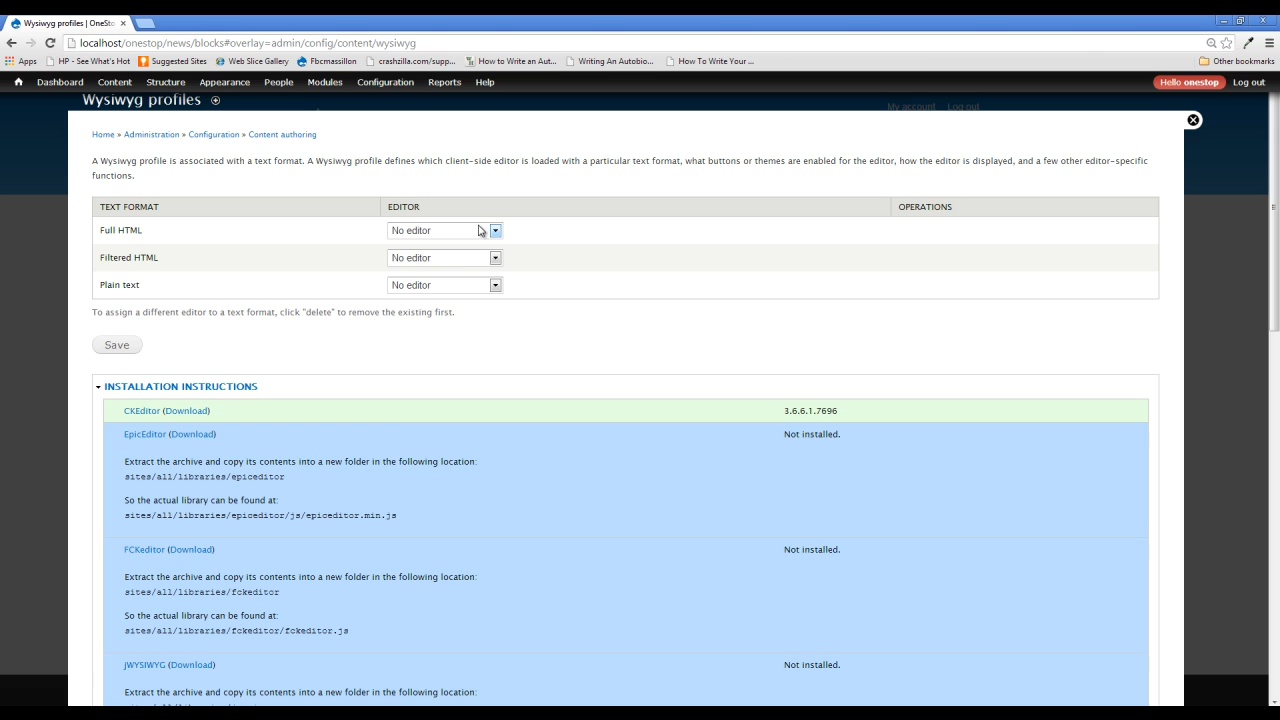 Wysiwyg profiles | OneSto
localhost/onestop/news/blocks#overlay=admin/config/content/wysiwyg
Apps HP - See What's Hot Suggested Sites Web Slice Gallery Fbcmassillon crashzilla.com/supp... How to Write an Aut... Writing An Autobio... How To Write Your ... Other bookmarks
Dashboard Content Structure Appearance People Modules Configuration Reports Help Hello onestop Log out
Wysiwyg profiles
My account Log out
Home » Administration » Configuration » Content authoring
A Wysiwyg profile is associated with a text format. A Wysiwyg profile defines which client-side editor is loaded with a particular text format, what buttons or themes are enabled for the editor, how the editor is displayed, and a few other editor-specific
functions.
TEXT FORMAT EDITOR OPERATIONS
Full HTML No editor
Filtered HTML No editor
Plain text No editor
To assign a different editor to a text format, click "delete" to remove the existing first.
Save
INSTALLATION INSTRUCTIONS
CKEditor (Download) 3.6.6.1.7696
EpicEditor (Download) Not installed.
Extract the archive and copy its contents into a new folder in the following location:
sites/all/libraries/epiceditor
So the actual library can be found at:
sites/all/libraries/epiceditor/js/epiceditor.min.js
FCKeditor (Download) Not installed.
Extract the archive and copy its contents into a new folder in the following location:
sites/all/libraries/fckeditor
So the actual library can be found at:
sites/all/libraries/fckeditor/fckeditor.js
jWYSIWYG (Download) Not installed.
Extract the archive and copy its contents into a new folder in the following location: